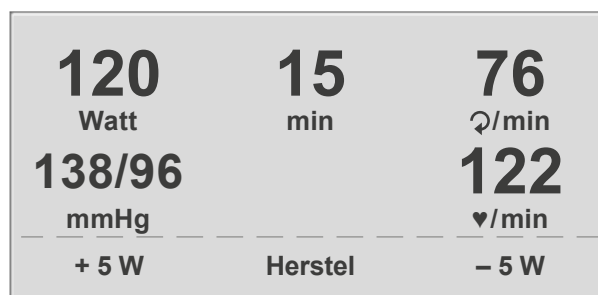 120 15 76
Watt min ↻/min
138/96 122
mmHg ♥/min
+ 5 W Herstel – 5 W